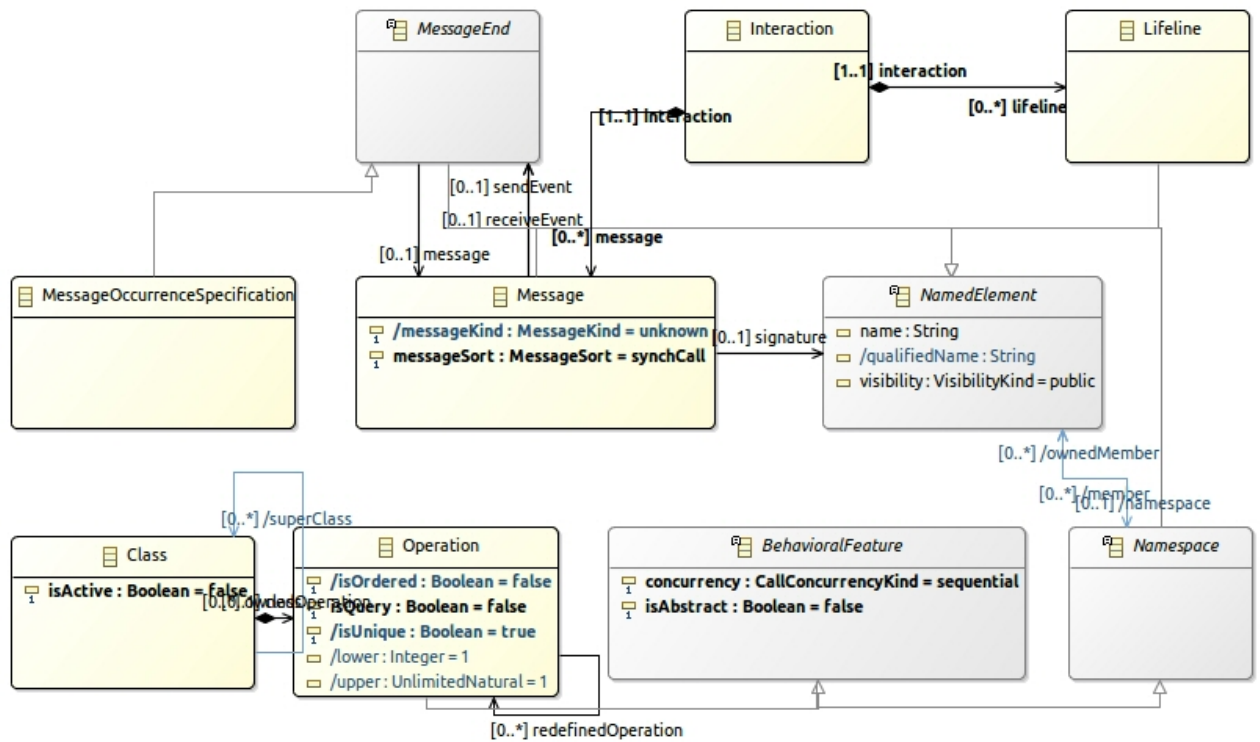 MessageEnd
Interaction
Lifeline
[1..1] interaction
[0..*] lifeline
[1..1] interaction
[0..1] sendEvent
[0..1] receiveEvent
[0..*] message
[0..1] message
MessageOccurrenceSpecification
Message
/messageKind : MessageKind = unknown
messageSort : MessageSort = synchCall
[0..1] signature
NamedElement
name : String
/qualifiedName : String
visibility : VisibilityKind = public
[0..*] /ownedMember
[0..*] /member
[0..1] /namespace
[0..*] /superClass
Class
isActive : Boolean = false
ownedOperation
Operation
/isOrdered : Boolean = false
isQuery : Boolean = false
/isUnique : Boolean = true
/lower : Integer = 1
/upper : UnlimitedNatural = 1
[0..*] redefinedOperation
BehavioralFeature
concurrency : CallConcurrencyKind = sequential
isAbstract : Boolean = false
Namespace